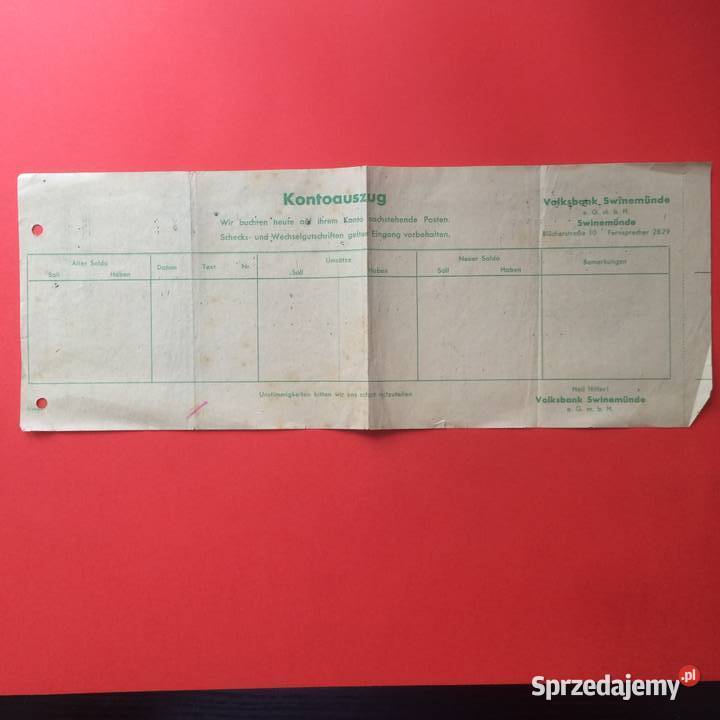 Kontoauszug
Wir buchten heute auf ihrem Konto nachstehende Posten.
Schecks- und Wechselgutschriften gelten Eingang vorbehalten.
Volksbank Swinemünde
e. G. m. b. H.
Swinemünde
Blücherstraße 10 Fernsprecher 2829
Alter Saldo
Soll Haben
Datum
Text Nr.
Umsätze
Soll Haben
Neuer Saldo
Soll Haben
Bemerkungen
Unstimmigkeiten bitten wir uns sofort mitzuteilen
Heil Hitler!
Volksbank Swinemünde
e. G. m. b. H.
Sprzedajemy.pl